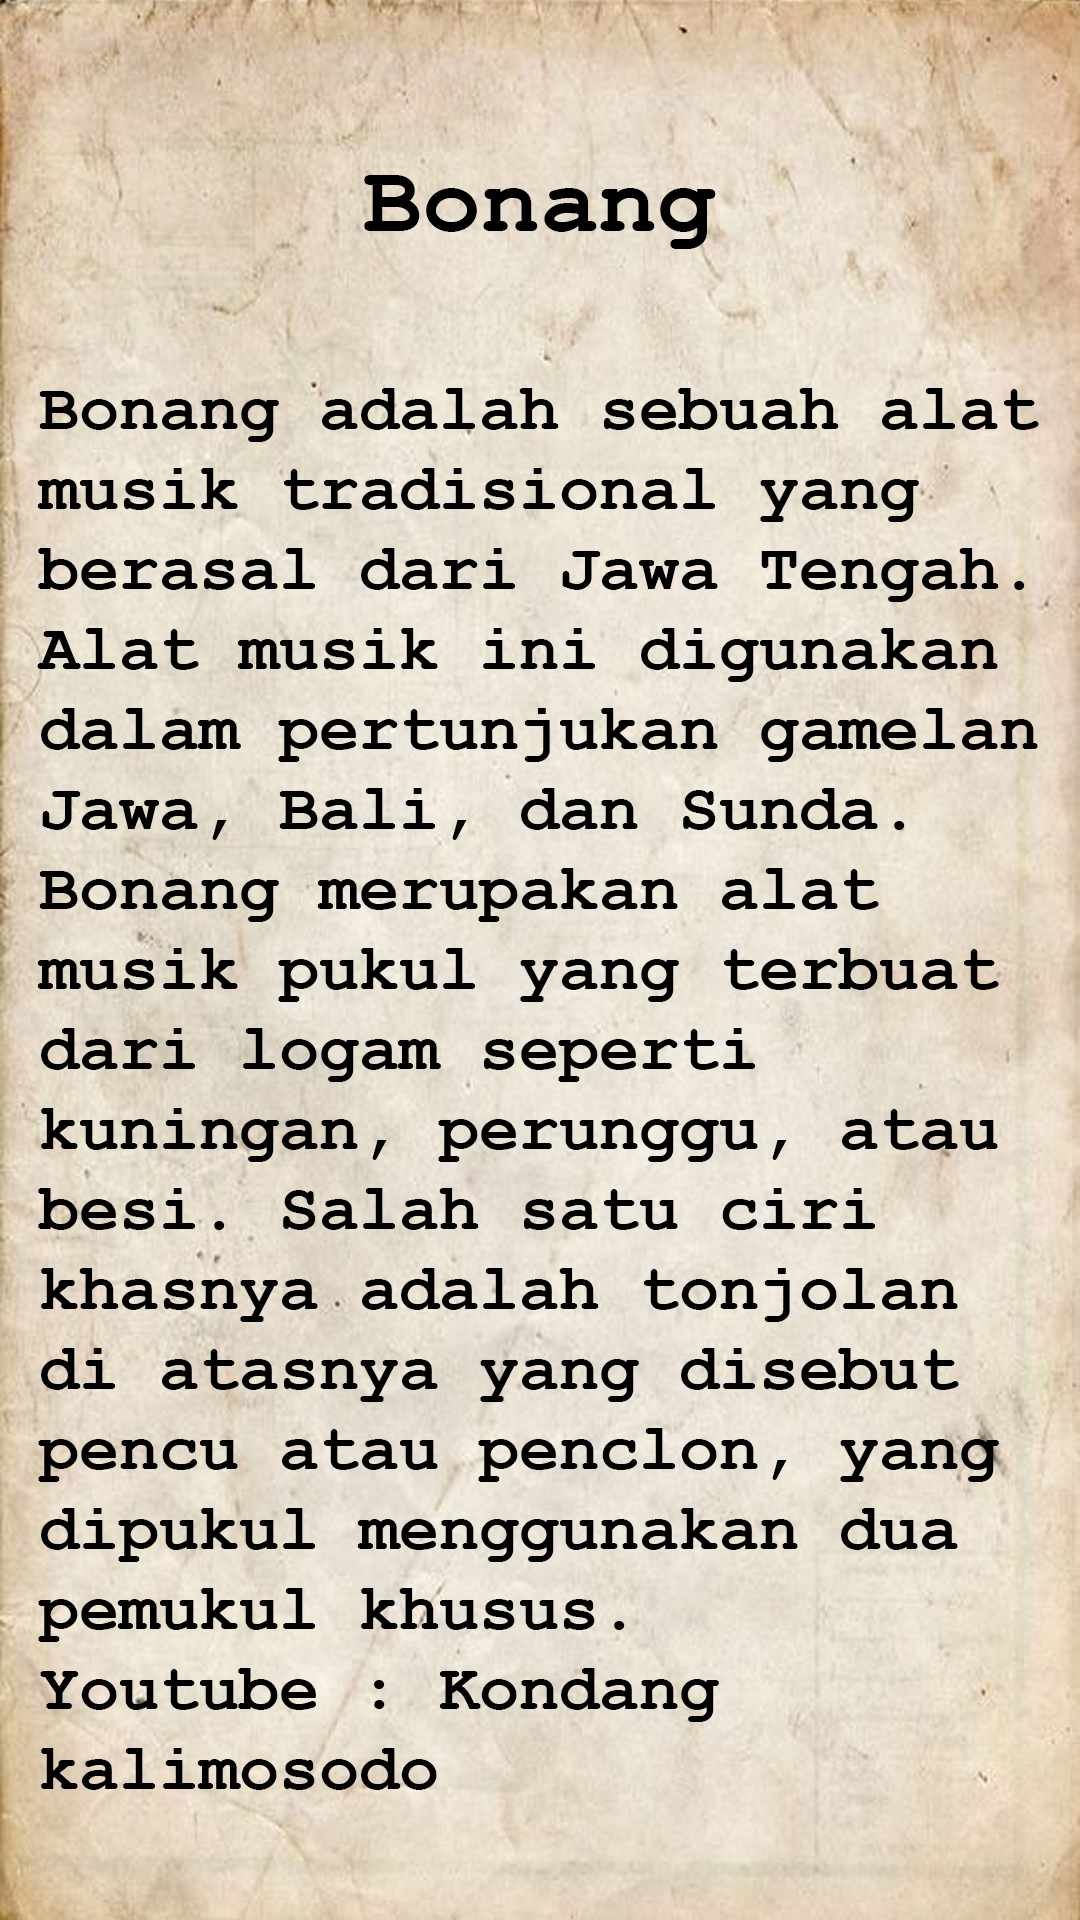 Bonang
Bonang adalah sebuah alat
musik tradisional yang
berasal dari Jawa Tengah.
Alat musik ini digunakan
dalam pertunjukan gamelan
Jawa, Bali, dan Sunda.
Bonang merupakan alat
musik pukul yang terbuat
dari logam seperti
kuningan, perunggu, atau
besi. Salah satu ciri
khasnya adalah tonjolan
di atasnya yang disebut
pencu atau penclon, yang
dipukul menggunakan dua
pemukul khusus.
Youtube : Kondang
kalimosodo